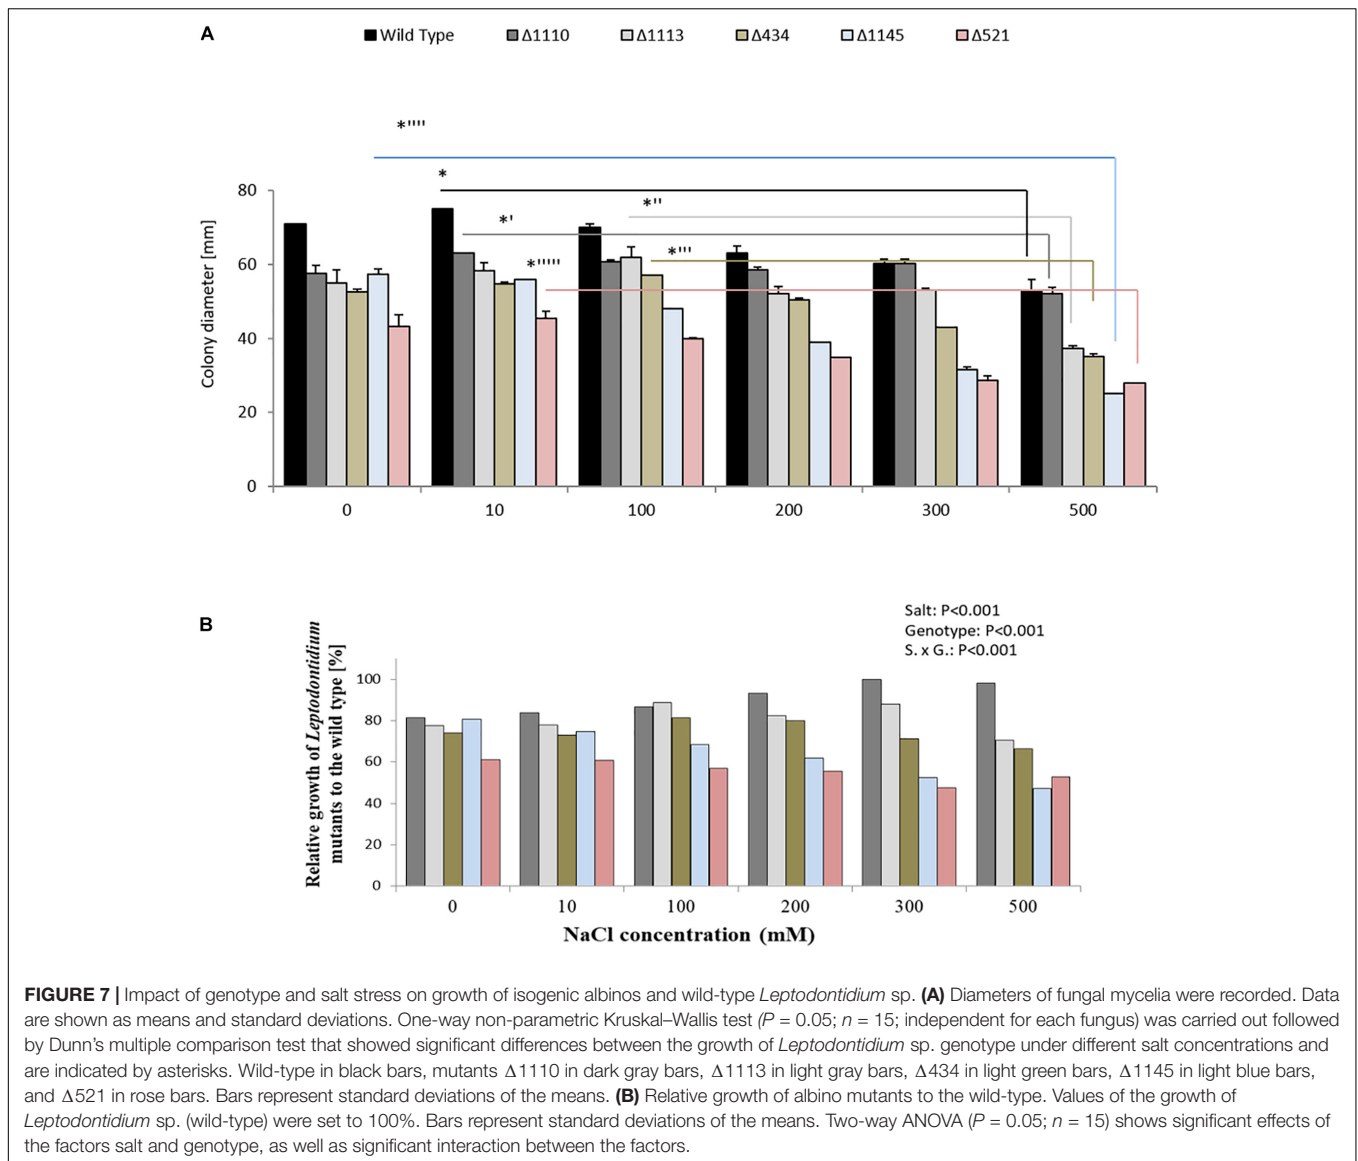 A
Wild Type Δ1110 Δ1113 Δ434 Δ1145 Δ521
*''''
*
*''
*'
*'''
*'''''
Colony diameter [mm]
80
60
40
20
0
0 10 100 200 300 500
B
Salt: P<0.001
Genotype: P<0.001
S. x G.: P<0.001
Relative growth of Leptodontidium
mutants to the wild type [%]
100
80
60
40
20
0
0 10 100 200 300 500
NaCl concentration (mM)
FIGURE 7 | Impact of genotype and salt stress on growth of isogenic albinos and wild-type Leptodontidium sp. (A) Diameters of fungal mycelia were recorded. Data
are shown as means and standard deviations. One-way non-parametric Kruskal–Wallis test (P = 0.05; n = 15; independent for each fungus) was carried out followed
by Dunn's multiple comparison test that showed significant differences between the growth of Leptodontidium sp. genotype under different salt concentrations and
are indicated by asterisks. Wild-type in black bars, mutants Δ1110 in dark gray bars, Δ1113 in light gray bars, Δ434 in light green bars, Δ1145 in light blue bars,
and Δ521 in rose bars. Bars represent standard deviations of the means. (B) Relative growth of albino mutants to the wild-type. Values of the growth of
Leptodontidium sp. (wild-type) were set to 100%. Bars represent standard deviations of the means. Two-way ANOVA (P = 0.05; n = 15) shows significant effects of
the factors salt and genotype, as well as significant interaction between the factors.